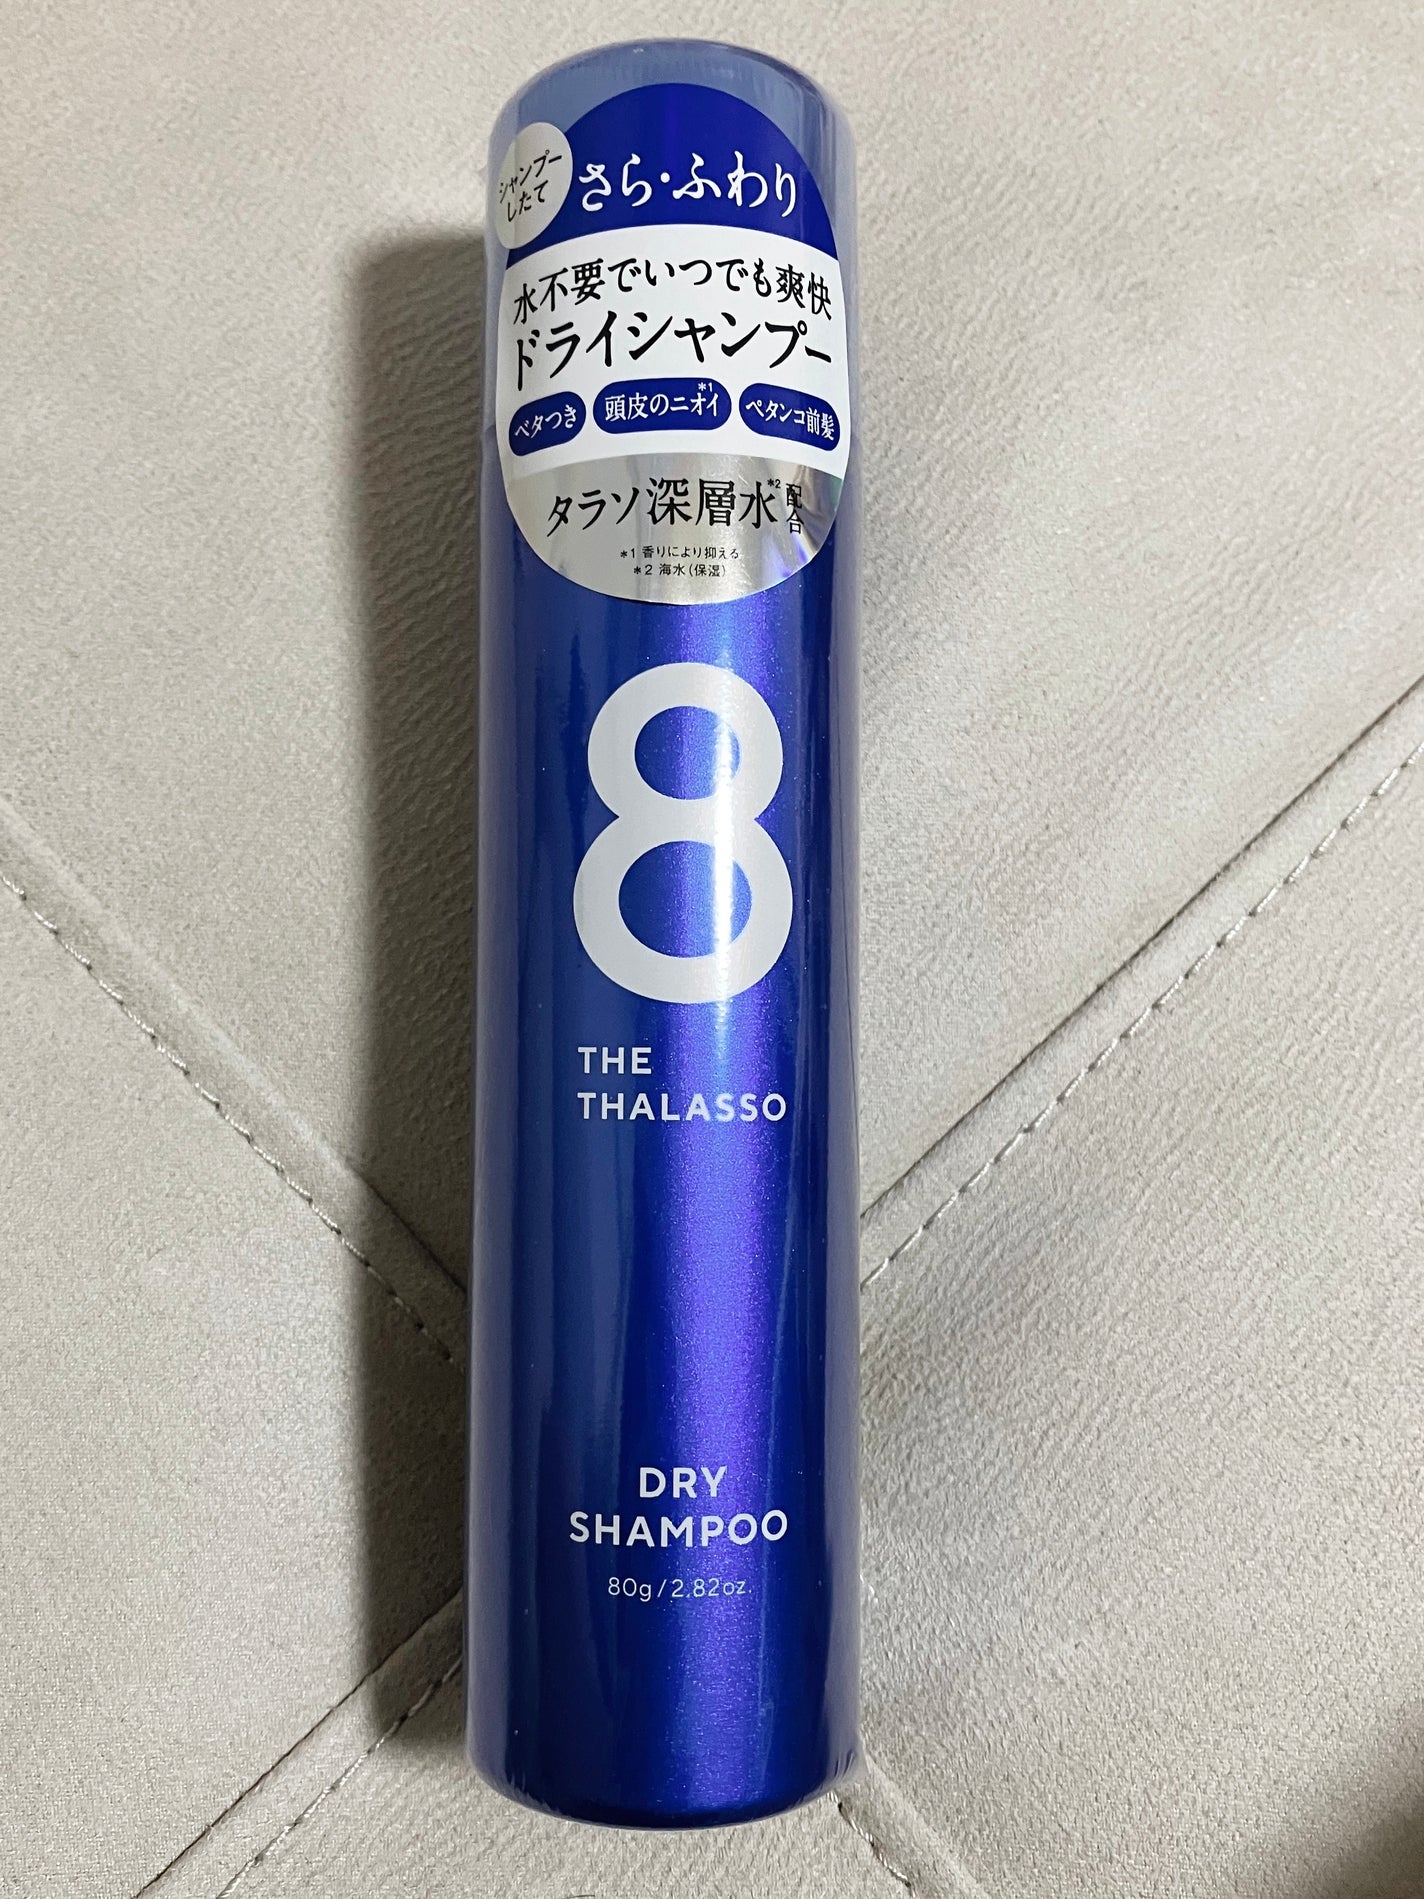 シャンプー
したて
さら・ふわり
水不要でいつでも爽快
ドライシャンプー
ベタつき 頭皮のニオイ*1 ペタンコ前髪
タラソ深層水*2配合
*1 香りにより抑える
*2 海水(保湿)
8
THE
THALASSO
DRY
SHAMPOO
80g/2.82oz.